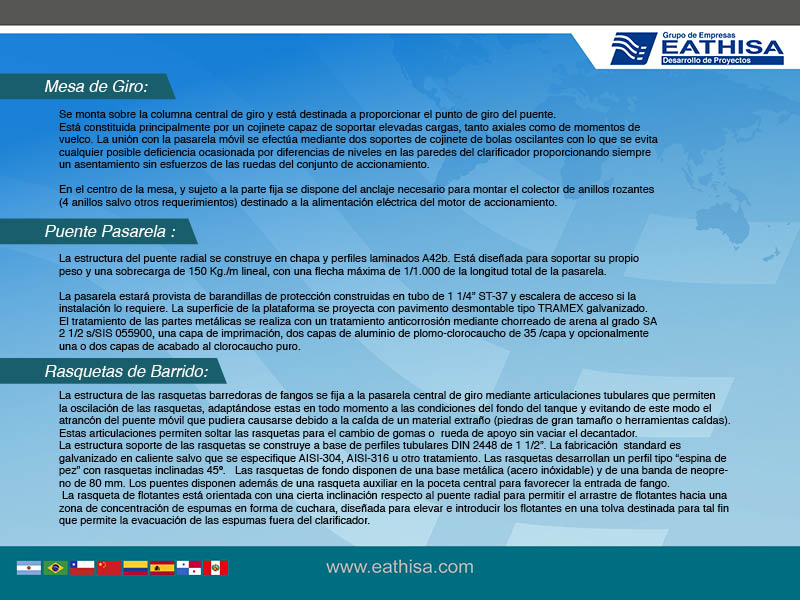 Grupo de Empresas
EATHISA
Desarrollo de Proyectos
Mesa de Giro:
Se monta sobre la columna central de giro y está destinada a proporcionar el punto de giro del puente.
Está constituida principalmente por un cojinete capaz de soportar elevadas cargas, tanto axiales como de momentos de
vuelco. La unión con la pasarela móvil se efectúa mediante dos soportes de cojinete de bolas oscilantes con lo que se evita
cualquier posible deficiencia ocasionada por diferencias de niveles en las paredes del clarificador proporcionando siempre
un asentamiento sin esfuerzos de las ruedas del conjunto de accionamiento.
En el centro de la mesa, y sujeto a la parte fija se dispone del anclaje necesario para montar el colector de anillos rozantes
(4 anillos salvo otros requerimientos) destinado a la alimentación eléctrica del motor de accionamiento.
Puente Pasarela :
La estructura del puente radial se construye en chapa y perfiles laminados A42b. Está diseñada para soportar su propio
peso y una sobrecarga de 150 Kg./m lineal, con una flecha máxima de 1/1.000 de la longitud total de la pasarela.
La pasarela estará provista de barandillas de protección construidas en tubo de 1 1/4” ST-37 y escalera de acceso si la
instalación lo requiere. La superficie de la plataforma se proyecta con pavimento desmontable tipo TRAMEX galvanizado.
El tratamiento de las partes metálicas se realiza con un tratamiento anticorrosión mediante chorreado de arena al grado SA
2 1/2 s/SIS 055900, una capa de imprimación, dos capas de aluminio de plomo-clorocaucho de 35 /capa y opcionalmente
una o dos capas de acabado al clorocaucho puro.
Rasquetas de Barrido:
La estructura de las rasquetas barredoras de fangos se fija a la pasarela central de giro mediante articulaciones tubulares que permiten
la oscilación de las rasquetas, adaptándose estas en todo momento a las condiciones del fondo del tanque y evitando de este modo el
atrancón del puente móvil que pudiera causarse debido a la caída de un material extraño (piedras de gran tamaño o herramientas caldas).
Estas articulaciones permiten soltar las rasquetas para el cambio de gomas o  rueda de apoyo sin vaciar el decantador.
La estructura soporte de las rasquetas se construye a base de perfiles tubulares DIN 2448 de 1 1/2”. La fabricación  standard es
galvanizado en caliente salvo que se especifique AISI-304, AISI-316 u otro tratamiento. Las rasquetas desarrollan un perfil tipo “espina de
pez” con rasquetas inclinadas 45º.   Las rasquetas de fondo disponen de una base metálica (acero inóxidable) y de una banda de neopre-
no de 80 mm. Los puentes disponen además de una rasqueta auxiliar en la poceta central para favorecer la entrada de fango.
La rasqueta de flotantes está orientada con una cierta inclinación respecto al puente radial para permitir el arrastre de flotantes hacia una
zona de concentración de espumas en forma de cuchara, diseñada para elevar e introducir los flotantes en una tolva destinada para tal fin
que permite la evacuación de las espumas fuera del clarificador.
www.eathisa.com